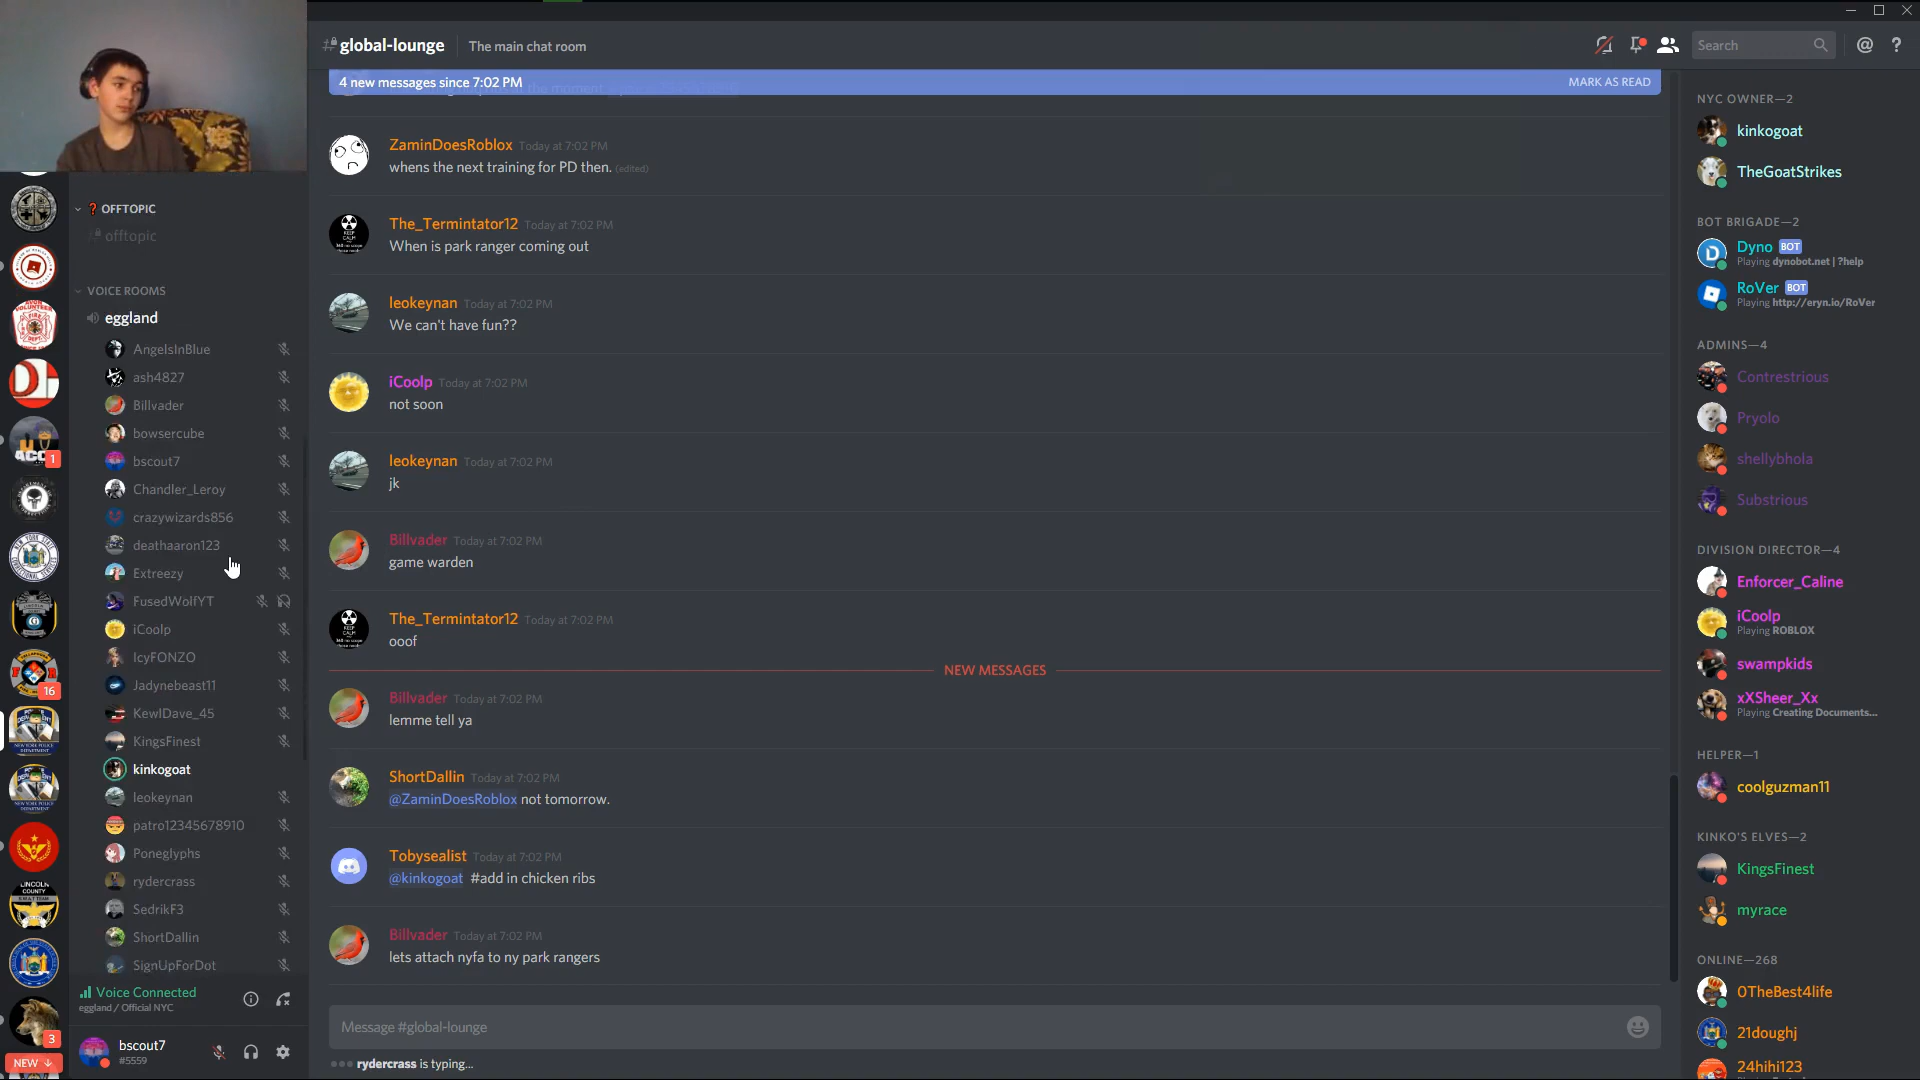 global-lounge
The main chat room
Search
4 new messages since 7:02 PM
MARK AS READ
ZaminDoesRoblox Today at 7:02 PM
whens the next training for PD then. (edited)
The_Termintator12 Today at 7:02 PM
When is park ranger coming out
leokeynan Today at 7:02 PM
We can't have fun??
iCoolp Today at 7:02 PM
not soon
leokeynan Today at 7:02 PM
jk
Billvader Today at 7:02 PM
game warden
The_Termintator12 Today at 7:02 PM
ooof
NEW MESSAGES
Billvader Today at 7:02 PM
lemme tell ya
ShortDallin Today at 7:02 PM
@ZaminDoesRoblox not tomorrow.
Tobysealist Today at 7:02 PM
@kinkogoat #add in chicken ribs
Billvader Today at 7:02 PM
lets attach nyfa to ny park rangers
Message #global-lounge
rydercrass is typing...
OFFTOPIC
offtopic
VOICE ROOMS
eggland
AngelsInBlue
ash4827
Billvader
bowsercube
bscout7
Chandler_Leroy
crazywizards856
deathaaron123
Extreezy
FusedWolfYT
iCoolp
IcyFONZO
Jadynebeast11
KewlDave_45
KingsFinest
kinkogoat
leokeynan
patro12345678910
Poneglyphs
rydercrass
SedrikF3
ShortDallin
SignUpForDot
Voice Connected
eggland / Official NYC
bscout7
#5559
1
16
3
NEW ↓
NYC OWNER—2
kinkogoat
TheGoatStrikes
BOT BRIGADE—2
Dyno BOT
Playing dynobot.net | ?help
RoVer BOT
Playing http://eryn.io/RoVer
ADMINS—4
Contrestrious
Pryolo
shellybhola
Substrious
DIVISION DIRECTOR—4
Enforcer_Caline
iCoolp
Playing ROBLOX
swampkids
xXSheer_Xx
Playing Creating Documents...
HELPER—1
coolguzman11
KINKO'S ELVES—2
KingsFinest
myrace
ONLINE—268
0TheBest4life
21doughj
24hihi123